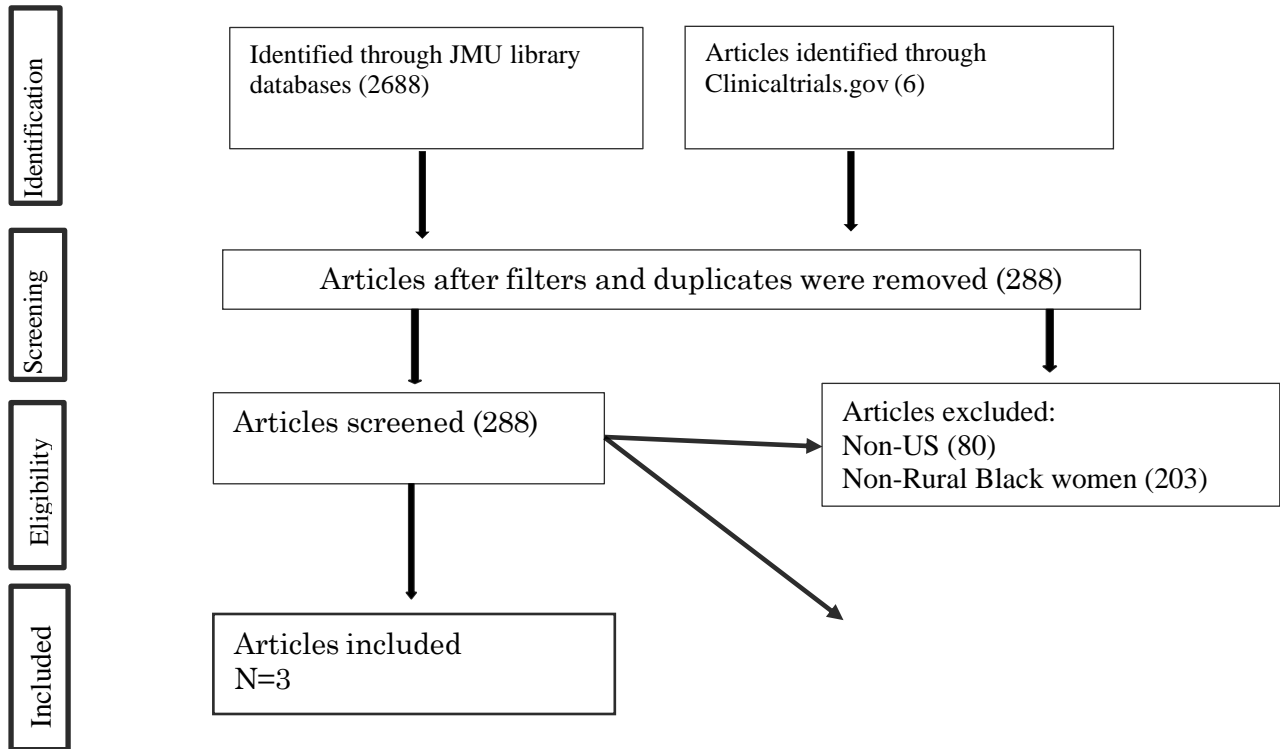 Identification
Identified through JMU library
databases (2688)
Articles identified through
Clinicaltrials.gov (6)
Screening
Articles after filters and duplicates were removed (288)
Eligibility
Articles screened (288)
Articles excluded:
Non-US (80)
Non-Rural Black women (203)
Included
Articles included
N=3